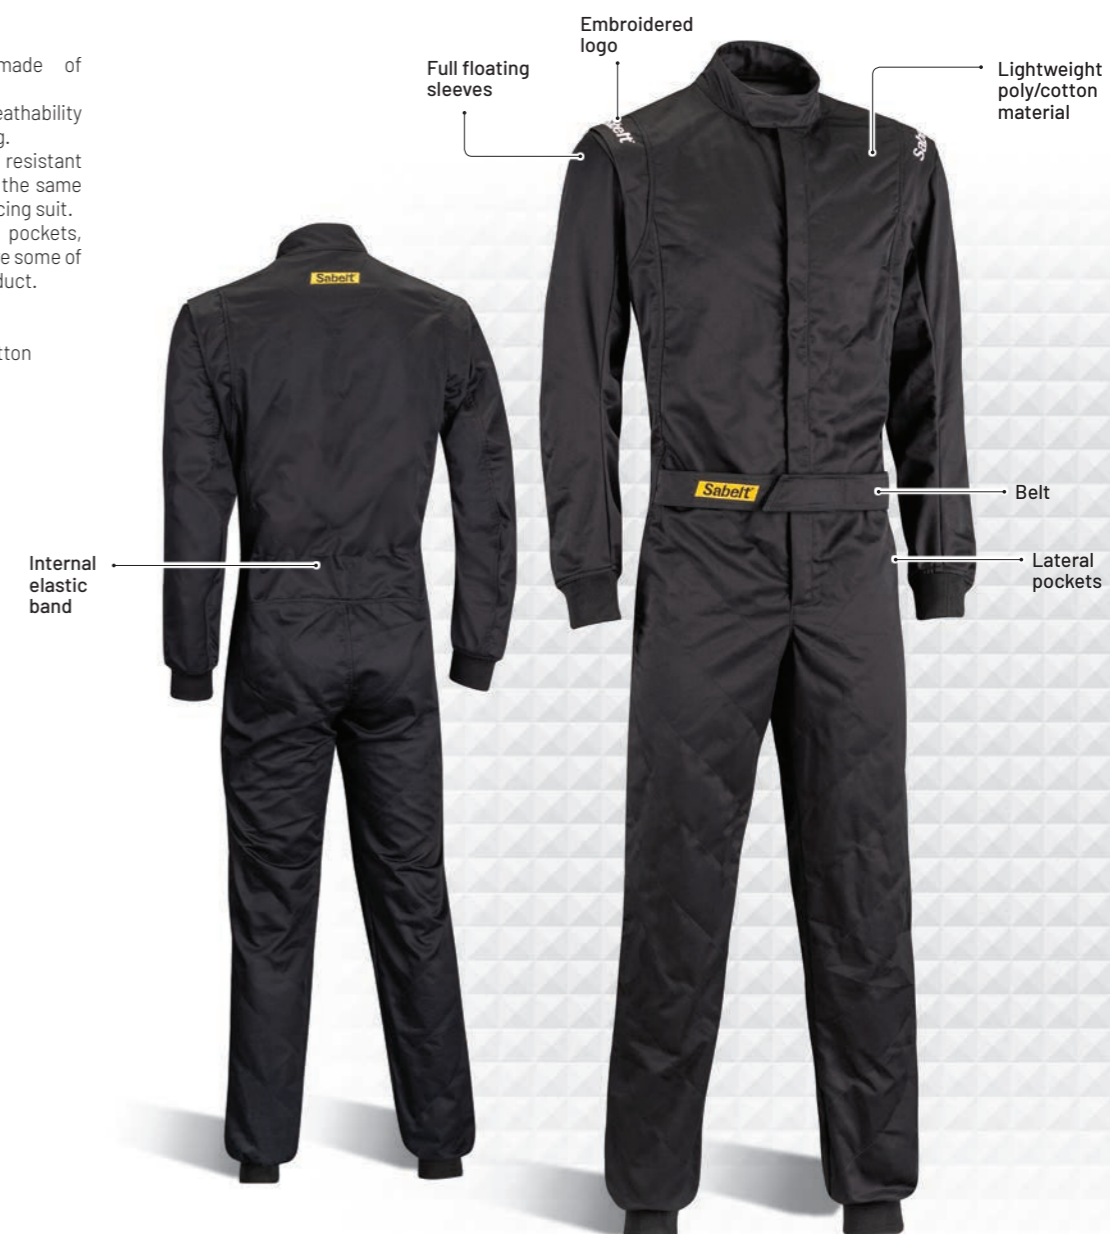 made of
eathability
g.
resistant
the same
cing suit.
pockets,
e some of
duct.
tton
Embroidered
logo
Full floating
sleeves
Lightweight
poly/cotton
material
Sabelt
Sabelt
Belt
Lateral
pockets
Internal
elastic
band